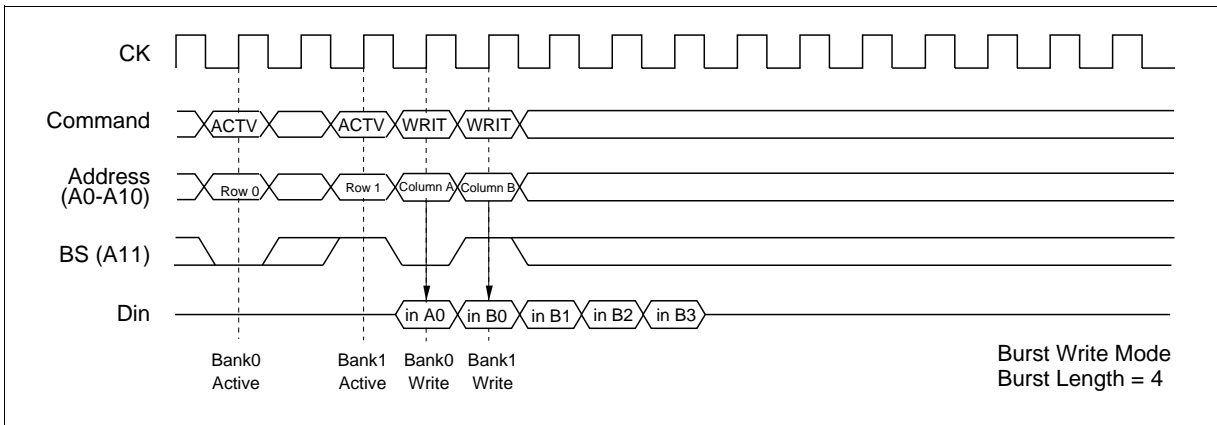 CK
Command
ACTV
ACTV
WRIT
WRIT
Address
(A0-A10)
Row 0
Row 1
Column A
Column B
BS (A11)
Din
in A0
in B0
in B1
in B2
in B3
Bank0
Active
Bank1
Active
Bank0
Write
Bank1
Write
Burst Write Mode
Burst Length = 4